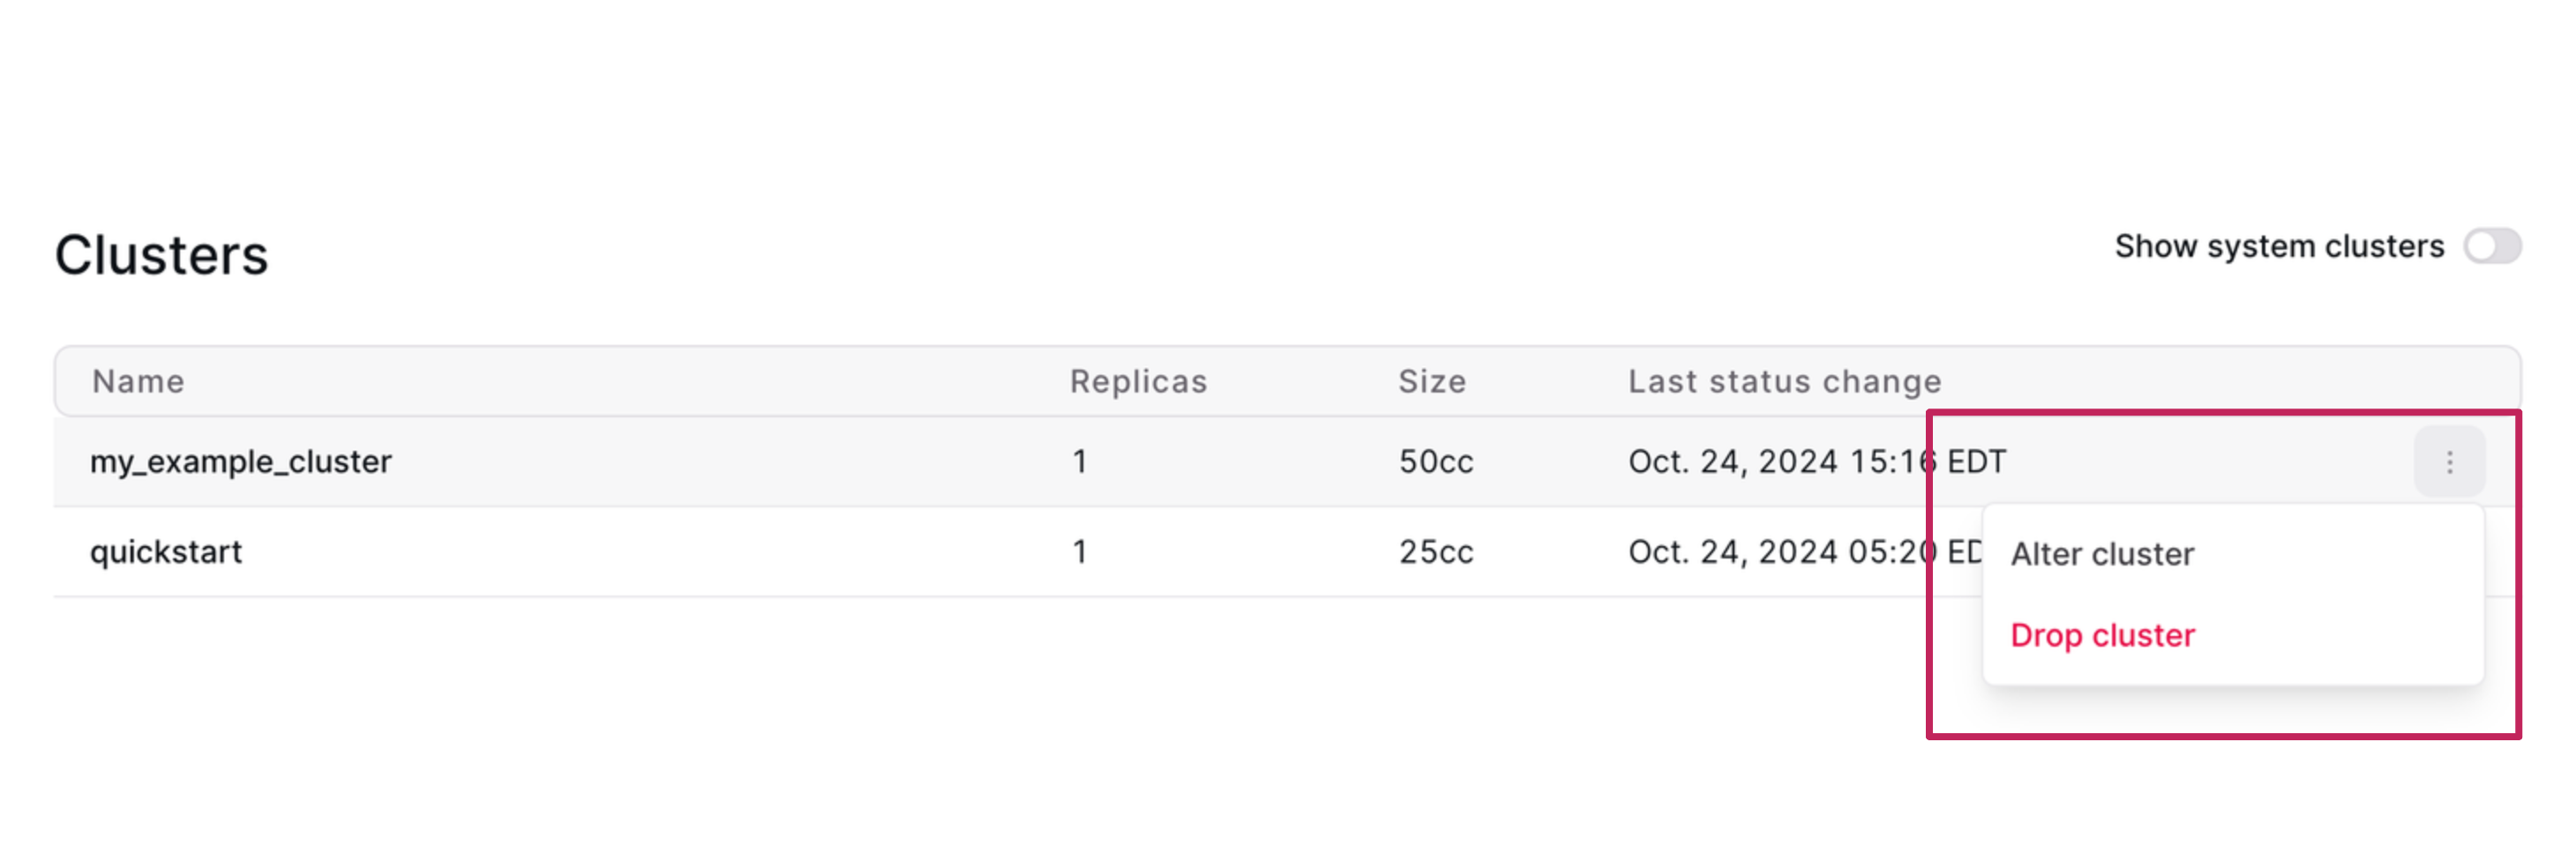 Clusters
Show system clusters
Name Replicas Size Last status change
my_example_cluster 1 50cc Oct. 24, 2024 15:16 EDT
quickstart 1 25cc Oct. 24, 2024 05:20 ED
Alter cluster
Drop cluster